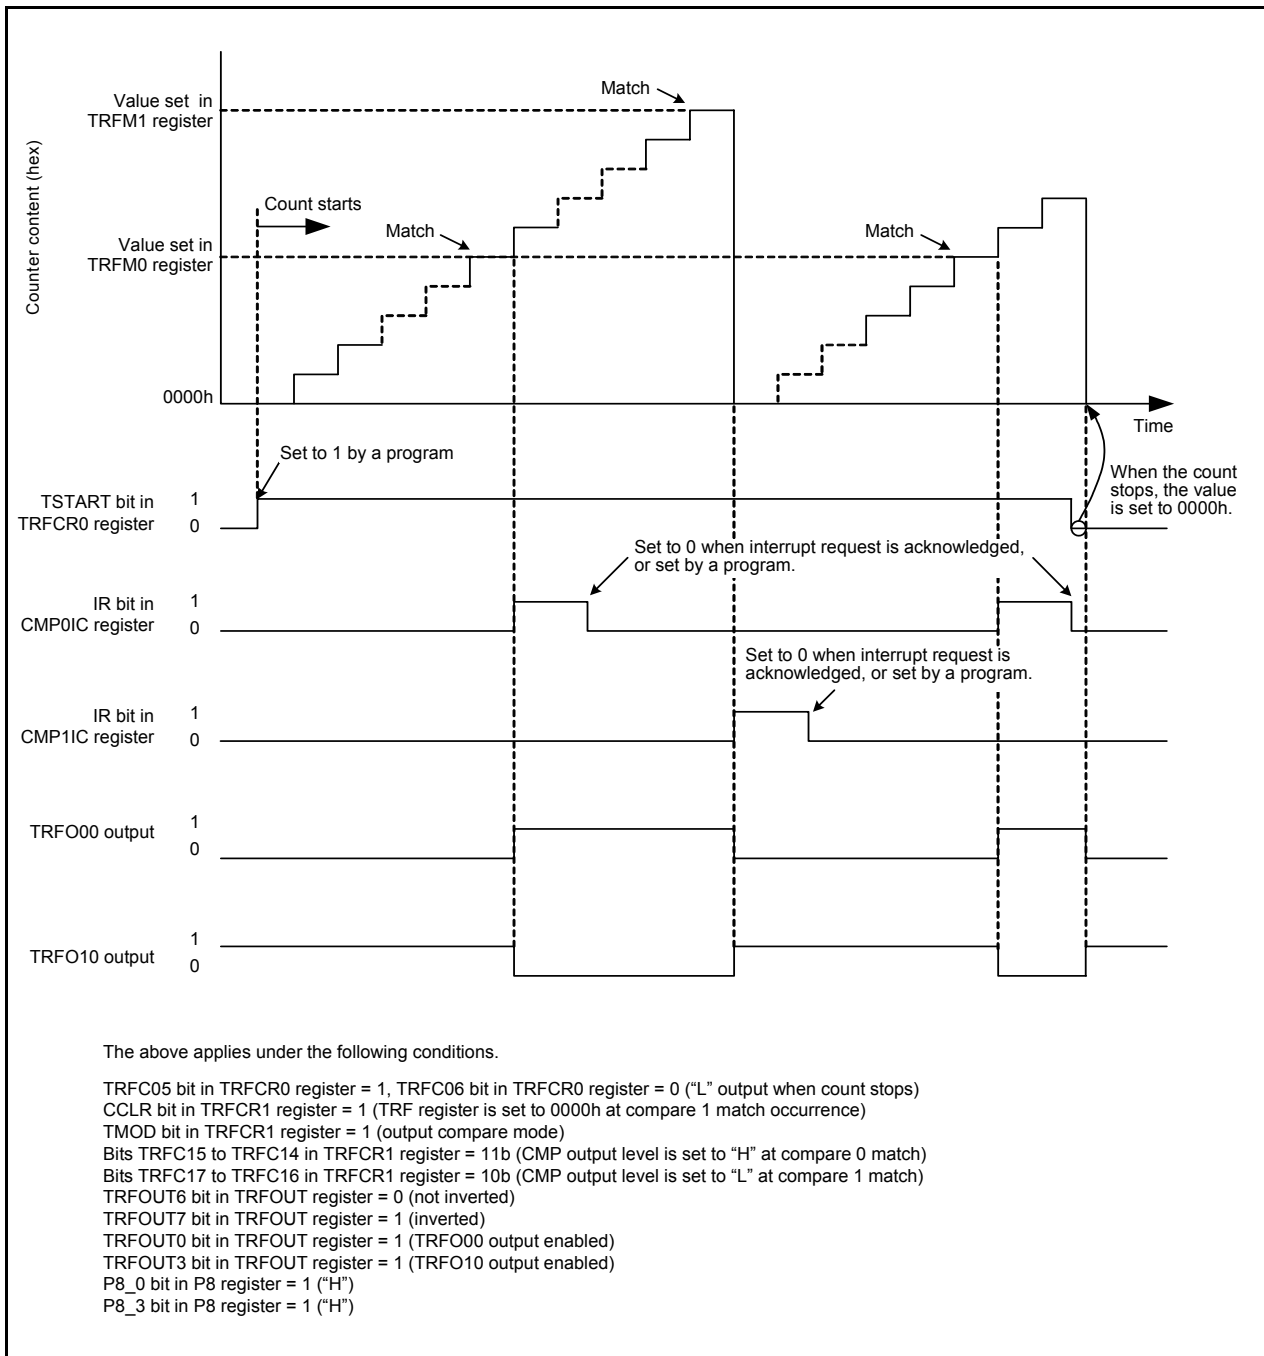 Match
Value set in
TRFM1 register
Counter content (hex)
Count starts
Match
Match
Value set in
TRFM0 register
0000h
Time
Set to 1 by a program
When the count
stops, the value
is set to 0000h.
TSTART bit in
TRFCR0 register
1
0
Set to 0 when interrupt request is acknowledged,
or set by a program.
IR bit in
CMP0IC register
1
0
Set to 0 when interrupt request is
acknowledged, or set by a program.
IR bit in
CMP1IC register
1
0
TRFO00 output
1
0
TRFO10 output
1
0
The above applies under the following conditions.
TRFC05 bit in TRFCR0 register = 1, TRFC06 bit in TRFCR0 register = 0 (“L” output when count stops)
CCLR bit in TRFCR1 register = 1 (TRF register is set to 0000h at compare 1 match occurrence)
TMOD bit in TRFCR1 register = 1 (output compare mode)
Bits TRFC15 to TRFC14 in TRFCR1 register = 11b (CMP output level is set to “H” at compare 0 match)
Bits TRFC17 to TRFC16 in TRFCR1 register = 10b (CMP output level is set to “L” at compare 1 match)
TRFOUT6 bit in TRFOUT register = 0 (not inverted)
TRFOUT7 bit in TRFOUT register = 1 (inverted)
TRFOUT0 bit in TRFOUT register = 1 (TRFO00 output enabled)
TRFOUT3 bit in TRFOUT register = 1 (TRFO10 output enabled)
P8_0 bit in P8 register = 1 (“H”)
P8_3 bit in P8 register = 1 (“H”)